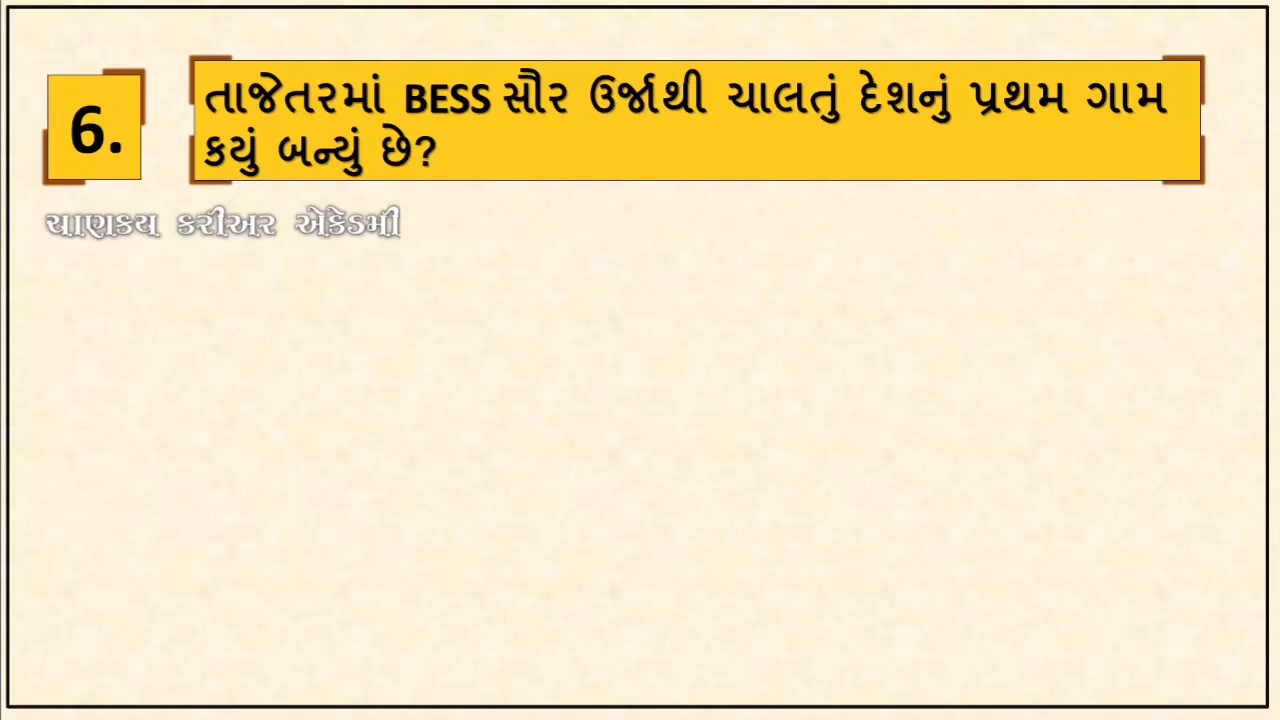 6.
તાજેતરમાં BESS સૌર ઉર્જાથી ચાલતું દેશનું પ્રથમ ગામ
કયું બન્યું છે?
ચાણક્ય કરીઅર એકેડમી